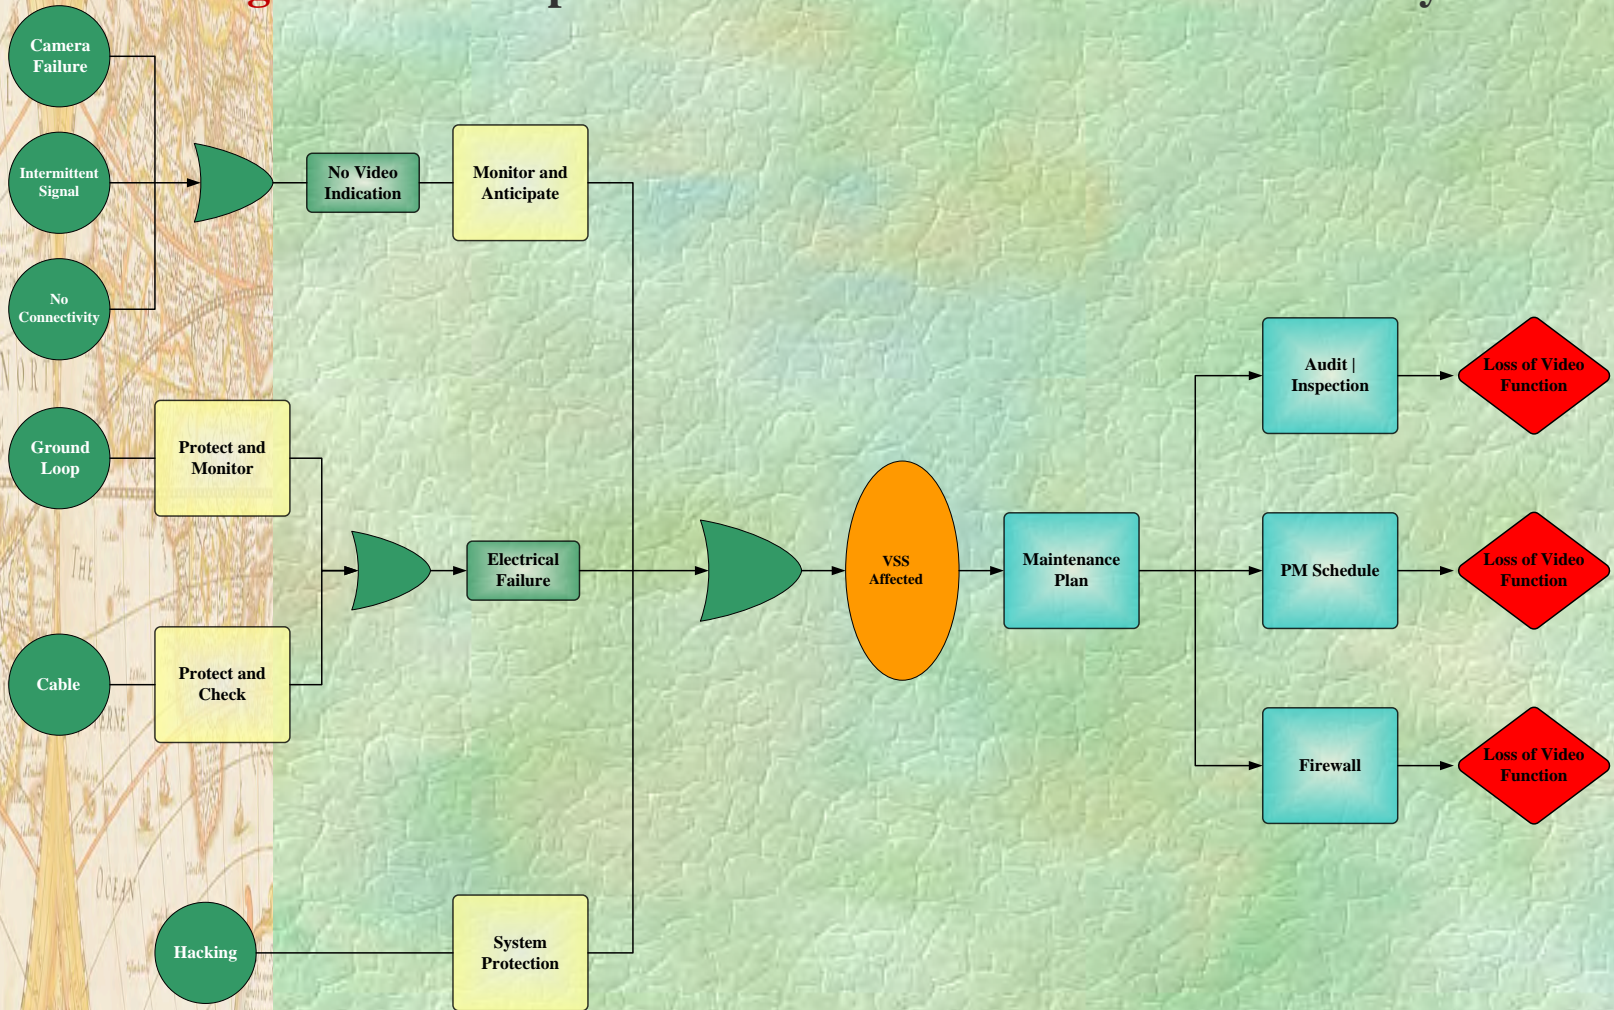 Camera
Failure
Intermittent
Signal
No
Connectivity
No Video
Indication
Monitor and
Anticipate
Ground
Loop
Protect and
Monitor
Electrical
Failure
Cable
Protect and
Check
Hacking
System
Protection
VSS
Affected
Maintenance
Plan
Audit |
Inspection
Loss of Video
Function
PM Schedule
Loss of Video
Function
Firewall
Loss of Video
Function
THE
OCEAN